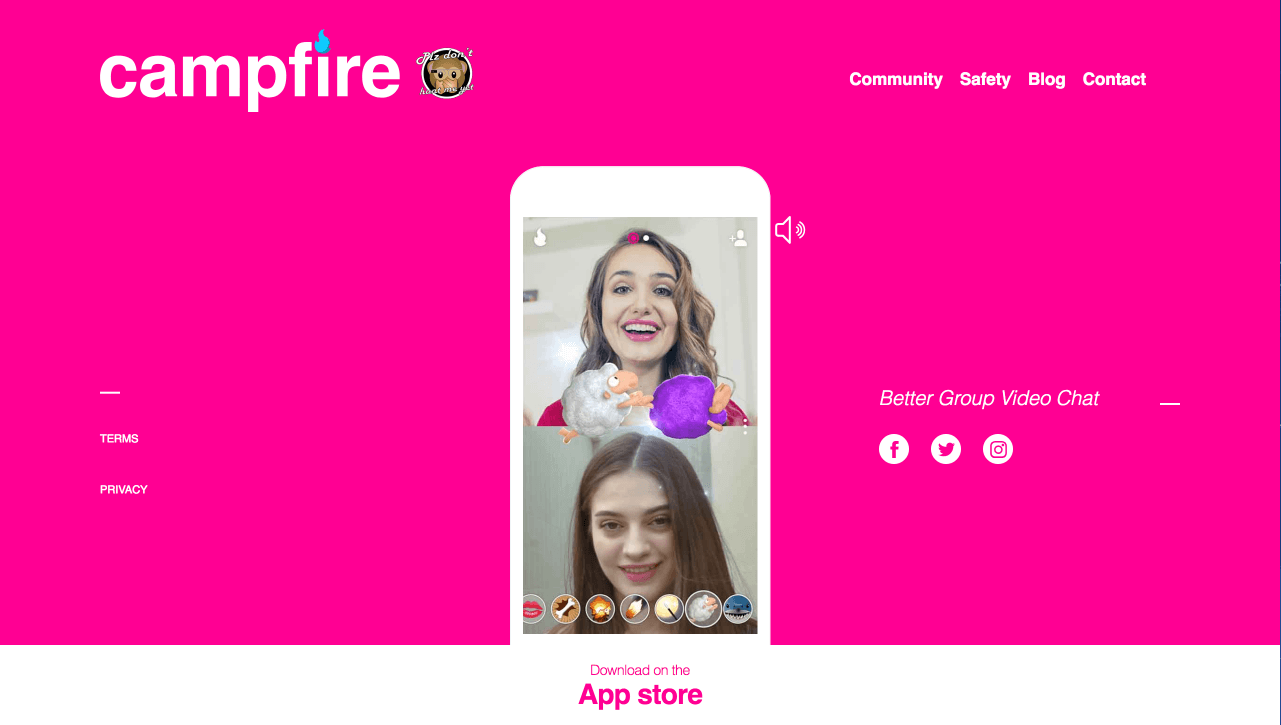 campfire
Plz don't
hunt me yet
Community Safety Blog Contact
TERMS
PRIVACY
Better Group Video Chat
Download on the
App store